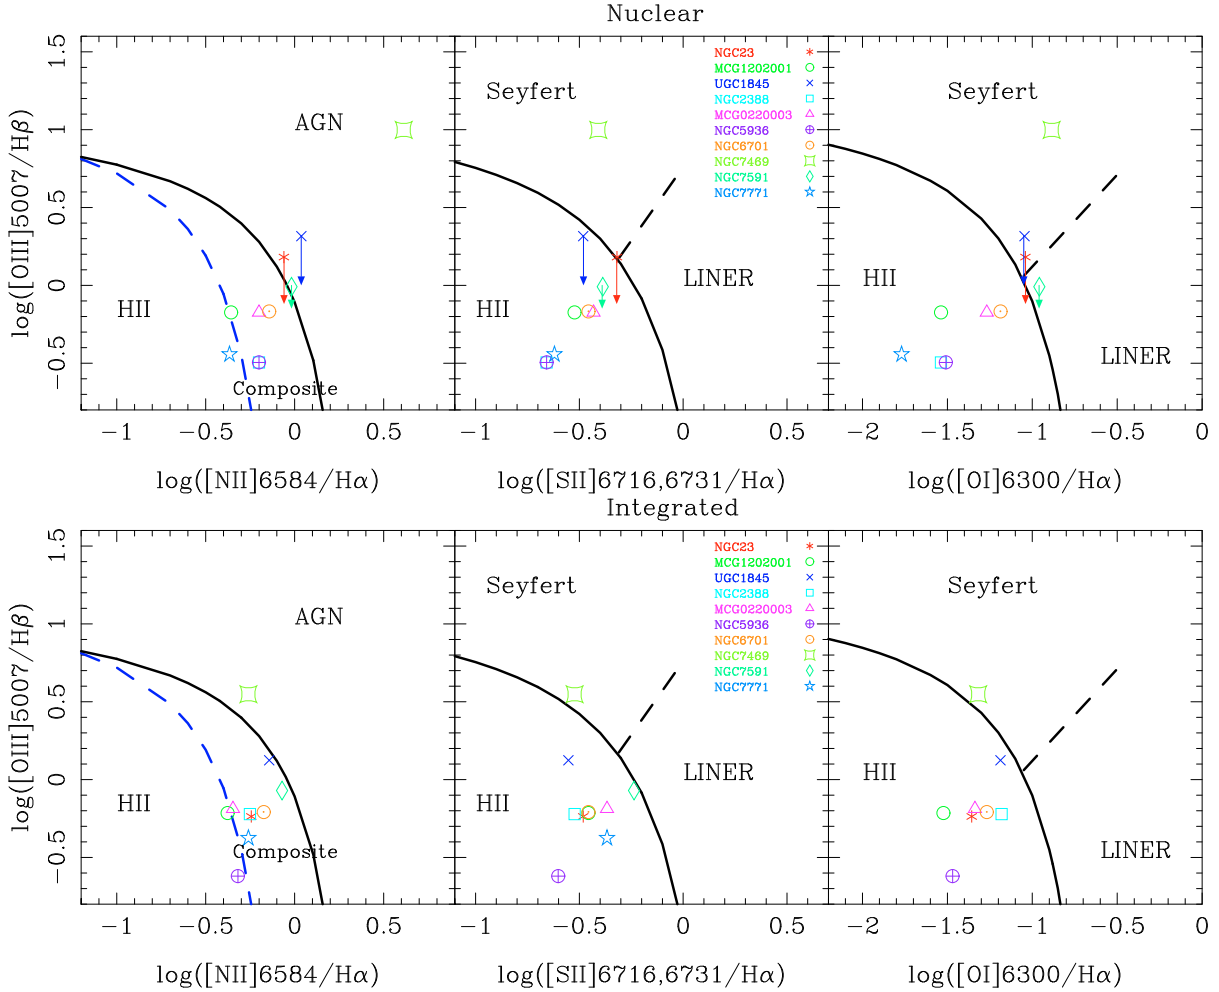 Nuclear
log([OIII]5007/Hβ)
1.5
1
0.5
0
−0.5
AGN
HII
Composite
−1
−0.5
0
0.5
log([NII]6584/Hα)
Seyfert
HII
LINER
NGC23
MCG1202001
UGC1845
NGC2388
MCG0220003
NGC5936
NGC6701
NGC7469
NGC7591
NGC7771
−1
−0.5
0
0.5
log([SII]6716,6731/Hα)
Seyfert
HII
LINER
−2
−1.5
−1
−0.5
0
log([OI]6300/Hα)
Integrated
log([OIII]5007/Hβ)
1.5
1
0.5
0
−0.5
AGN
HII
Composite
−1
−0.5
0
0.5
log([NII]6584/Hα)
Seyfert
HII
LINER
NGC23
MCG1202001
UGC1845
NGC2388
MCG0220003
NGC5936
NGC6701
NGC7469
NGC7591
NGC7771
−1
−0.5
0
0.5
log([SII]6716,6731/Hα)
Seyfert
HII
LINER
−2
−1.5
−1
−0.5
0
log([OI]6300/Hα)